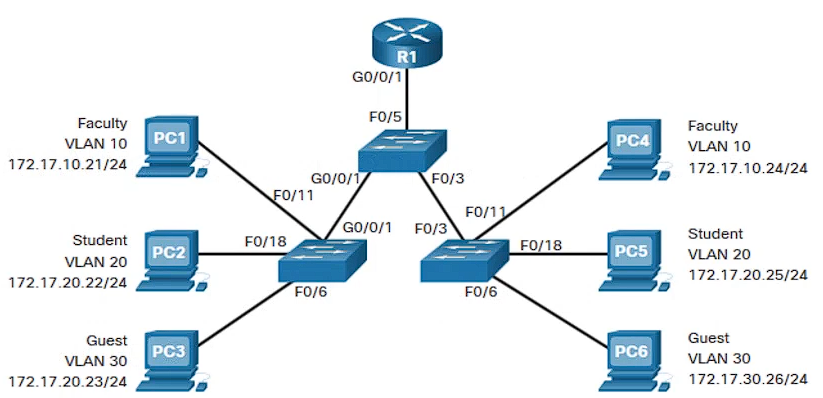 R1
G0/0/1
F0/5
Faculty
VLAN 10
172.17.10.21/24
PC1
PC4
Faculty
VLAN 10
172.17.10.24/24
G0/0/1
F0/3
F0/11
F0/11
Student
VLAN 20
172.17.20.22/24
PC2
F0/18
G0/0/1
F0/3
F0/18
PC5
Student
VLAN 20
172.17.20.25/24
F0/6
F0/6
Guest
VLAN 30
172.17.20.23/24
PC3
PC6
Guest
VLAN 30
172.17.30.26/24